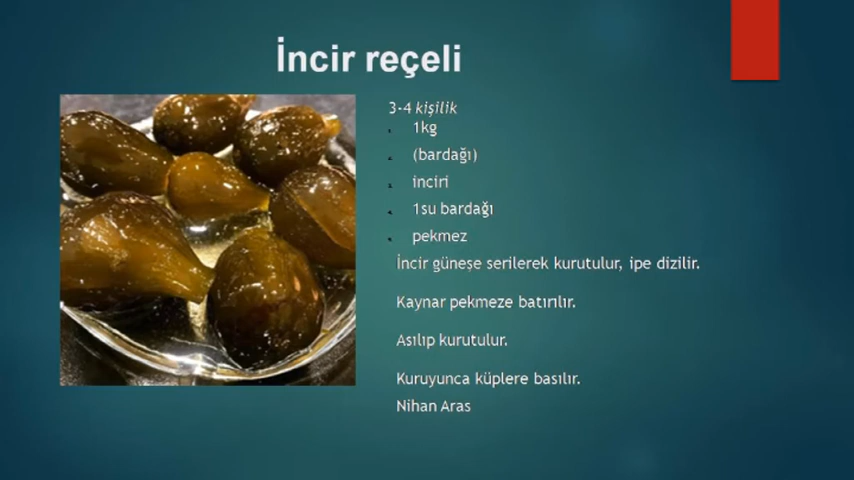 İncir reçeli
3-4 kişilik
1kg
(bardağı)
inciri
1su bardağı
pekmez
İncir güneşe serilerek kurutulur, ipe dizilir.
Kaynar pekmeze batırılır.
Asılıp kurutulur.
Kuruyunca küplere basılır.
Nihan Aras